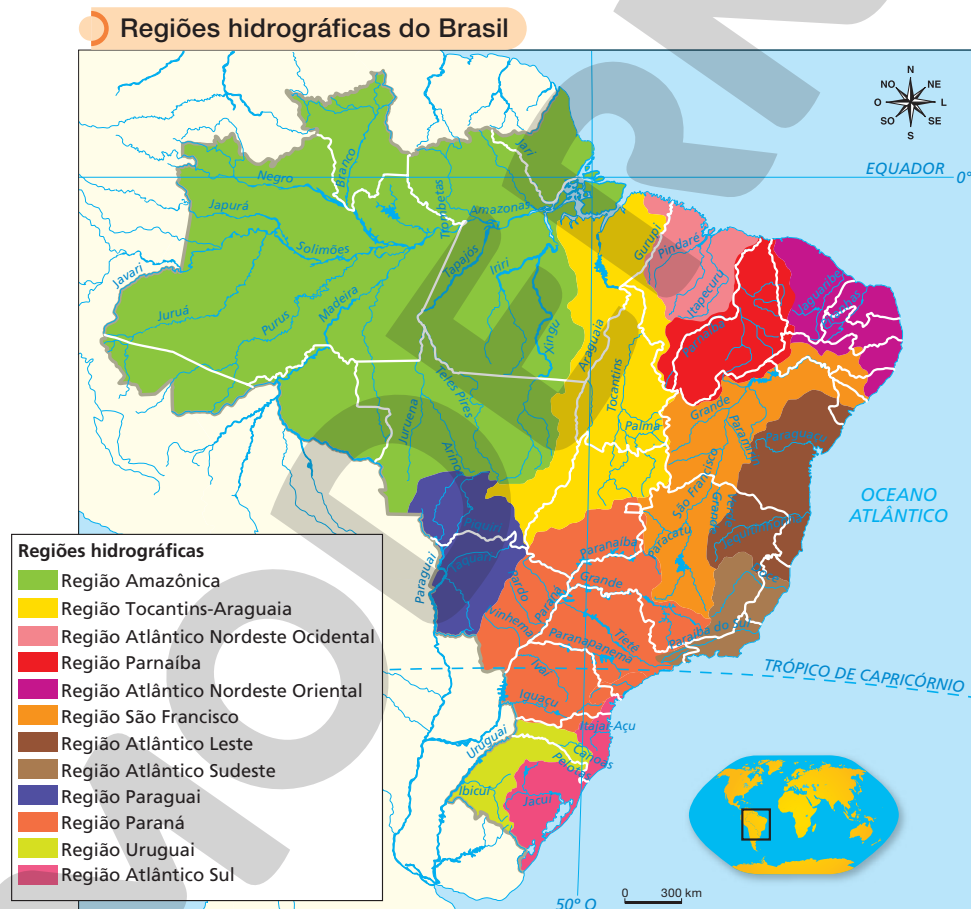 Regiões hidrográficas do Brasil
N
NO
NE
O
L
SO
SE
S
EQUADOR
0°
Jari
Branco
Negro
Trombetas
Japurá
Amazonas
Gurupi
Pindaré
Solimões
Tapajós
Iriri
Itapecuru
Javari
Jaguaribe
Madeira
Juruá
Purus
Xingu
Araguaia
Parnaíba
Tocantins
Teles Pires
Juruena
Grande
Palma
Paraguaçu
Arinos
São Francisco
OCEANO
ATLÂNTICO
Piquiri
Grande
Paracatu
Jequitinhonha
Paranaíba
Paraguai
Taquari
Doce
Pardo
Grande
Paraná
Vinhema
Tietê
Paraíba do Sul
Paranapanema
TRÓPICO DE CAPRICÓRNIO
Ivaí
Iguaçu
Itajaí-Açu
Uruguai
Canoas
Pelotas
Ibicuí
Jacuí
Regiões hidrográficas
Região Amazônica
Região Tocantins-Araguaia
Região Atlântico Nordeste Ocidental
Região Parnaíba
Região Atlântico Nordeste Oriental
Região São Francisco
Região Atlântico Leste
Região Atlântico Sudeste
Região Paraguai
Região Paraná
Região Uruguai
Região Atlântico Sul
0 300 km
50° O